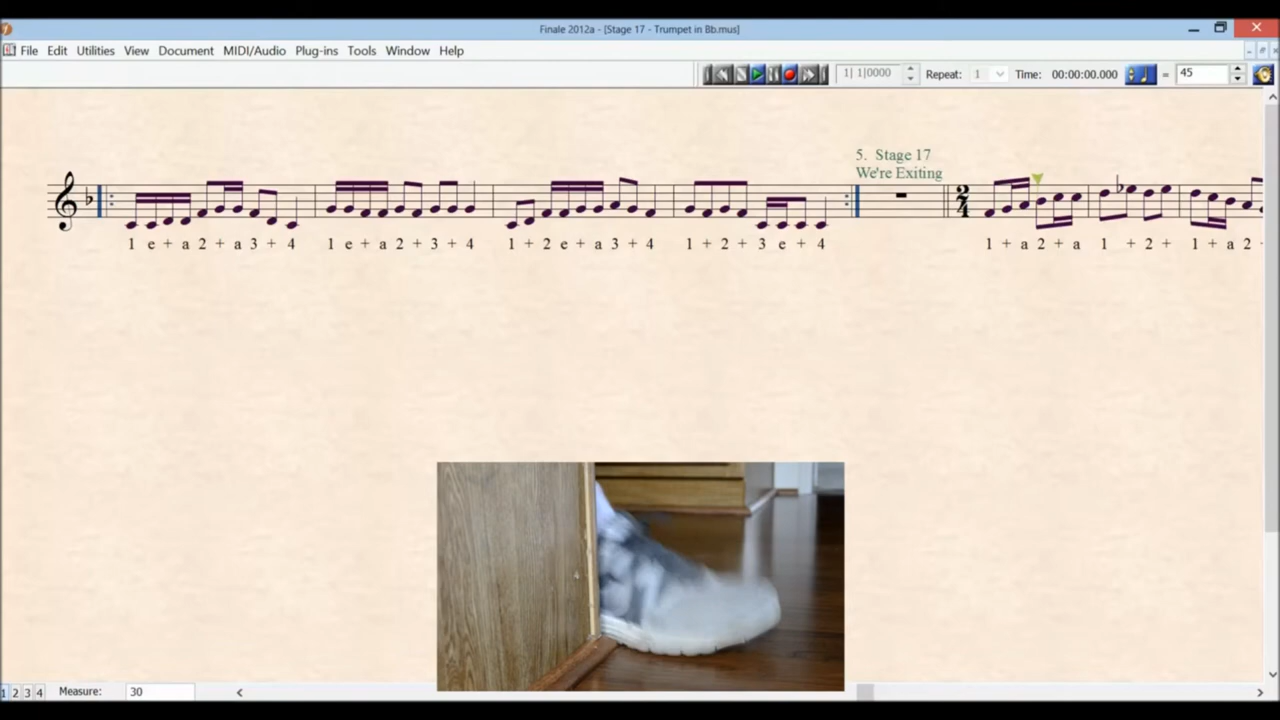 Finale 2012a - [Stage 17 - Trumpet in Bb.mus]
File Edit Utilities View Document MIDI/Audio Plug-ins Tools Window Help
1| 1|0000 Repeat: 1 Time: 00:00:00.000 = 45
5. Stage 17
We're Exiting
2
4
1 e + a 2 + a 3 + 4 1 e + a 2 + 3 + 4 1 + 2 e + a 3 + 4 1 + 2 + 3 e + 4 1 + a 2 + a 1 + 2 + 1 + a 2
1 2 3 4 Measure: 30